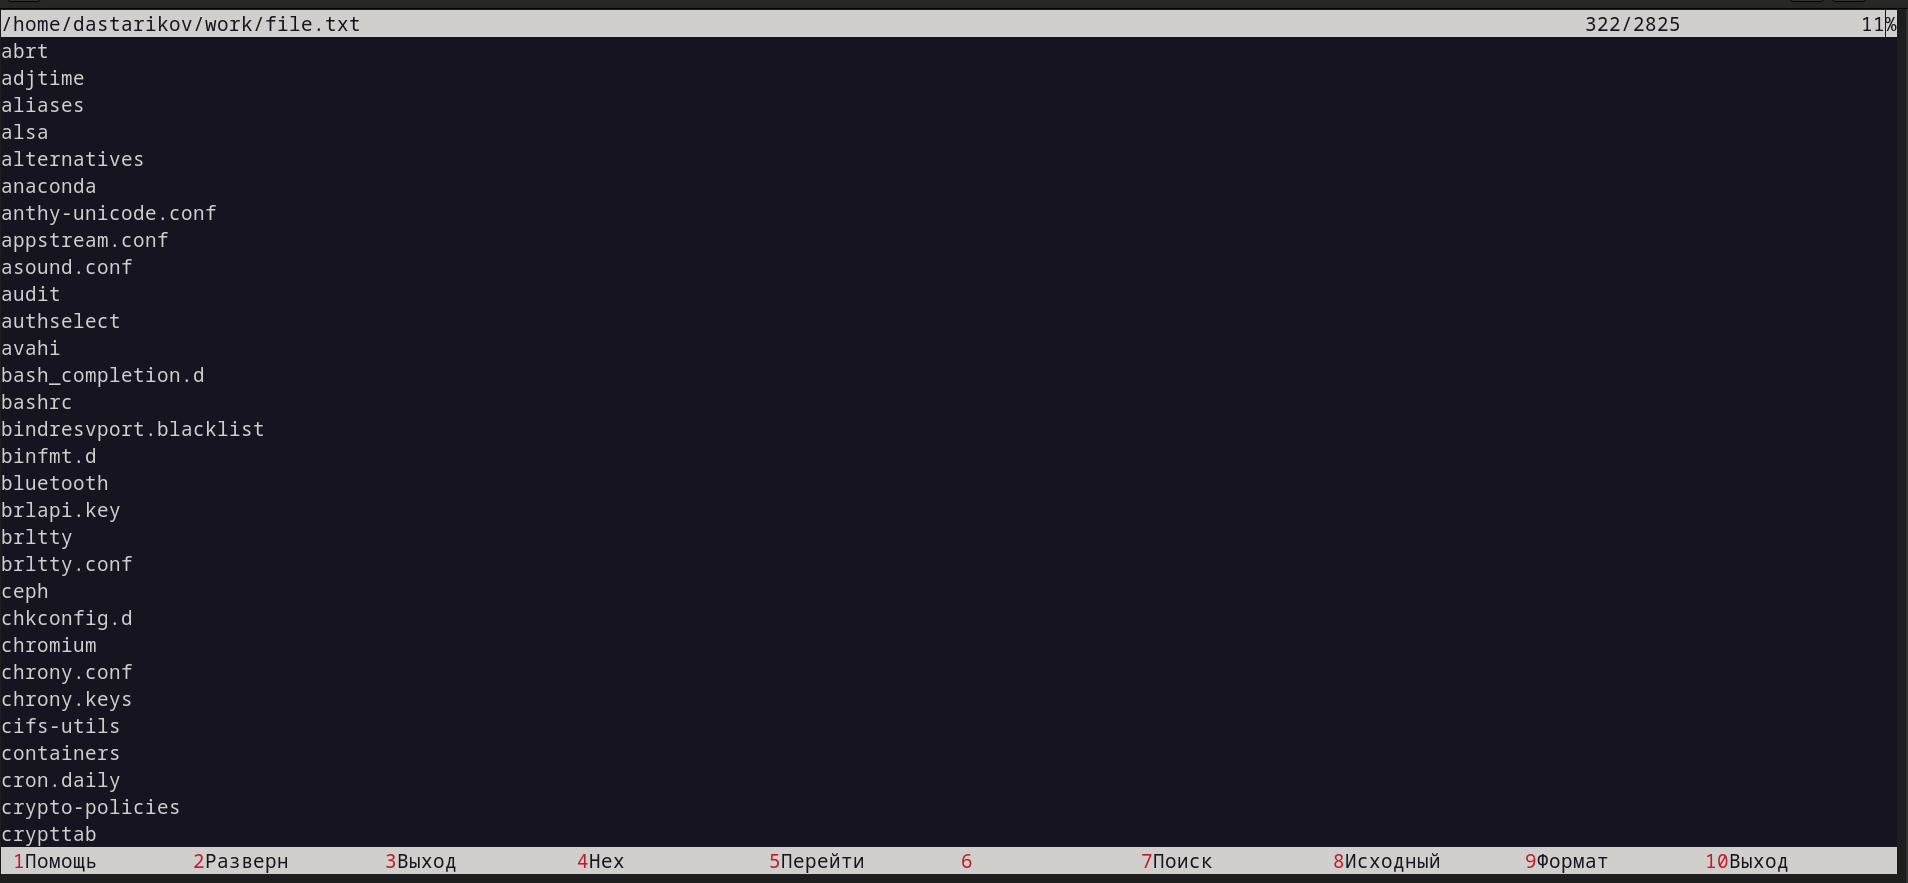 /home/dastarikov/work/file.txt 322/2825 11%
abrt
adjtime
aliases
alsa
alternatives
anaconda
anthy-unicode.conf
appstream.conf
asound.conf
audit
authselect
avahi
bash_completion.d
bashrc
bindresvport.blacklist
binfmt.d
bluetooth
brlapi.key
brltty
brltty.conf
ceph
chkconfig.d
chromium
chrony.conf
chrony.keys
cifs-utils
containers
cron.daily
crypto-policies
crypttab
1Помощь 2Разверн 3Выход 4Hex 5Перейти 6 7Поиск 8Исходный 9Формат 10Выход